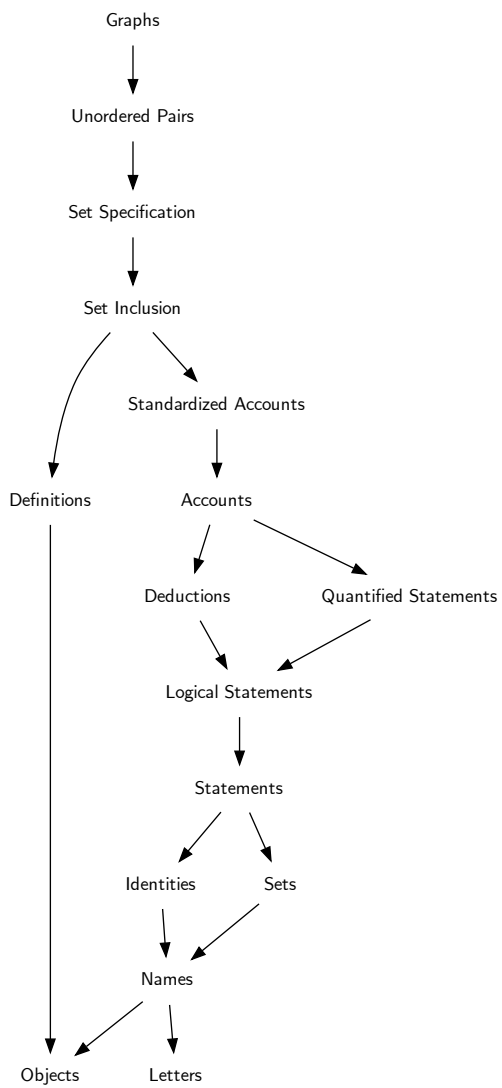 Graphs
Unordered Pairs
Set Specification
Set Inclusion
Standardized Accounts
Definitions
Accounts
Deductions
Quantified Statements
Logical Statements
Statements
Identities
Sets
Names
Objects
Letters